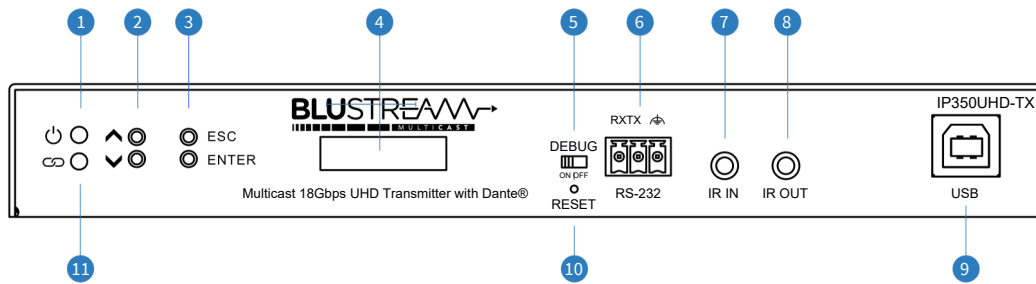 1
2
3
4
5
6
7
8
BLUSTREAM
MULTICAST
IP350UHD-TX
RXTX
ESC
ENTER
DEBUG
ON OFF
RESET
RS-232
IR IN
IR OUT
USB
Multicast 18Gbps UHD Transmitter with Dante®
11
10
9